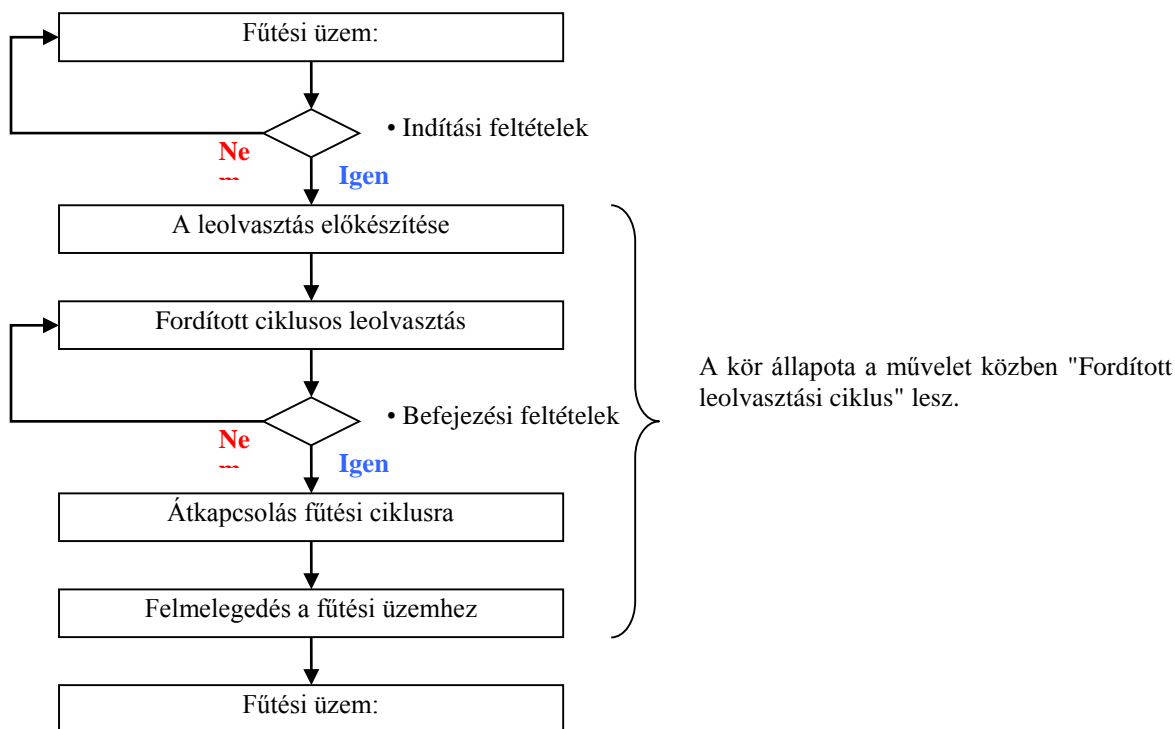 Fűtési üzem:
• Indítási feltételek
Ne
Igen
A leolvasztás előkészítése
Fordított ciklusos leolvasztás
A kör állapota a művelet közben "Fordított
leolvasztási ciklus" lesz.
• Befejezési feltételek
Ne
Igen
Átkapcsolás fűtési ciklusra
Felmelegedés a fűtési üzemhez
Fűtési üzem: